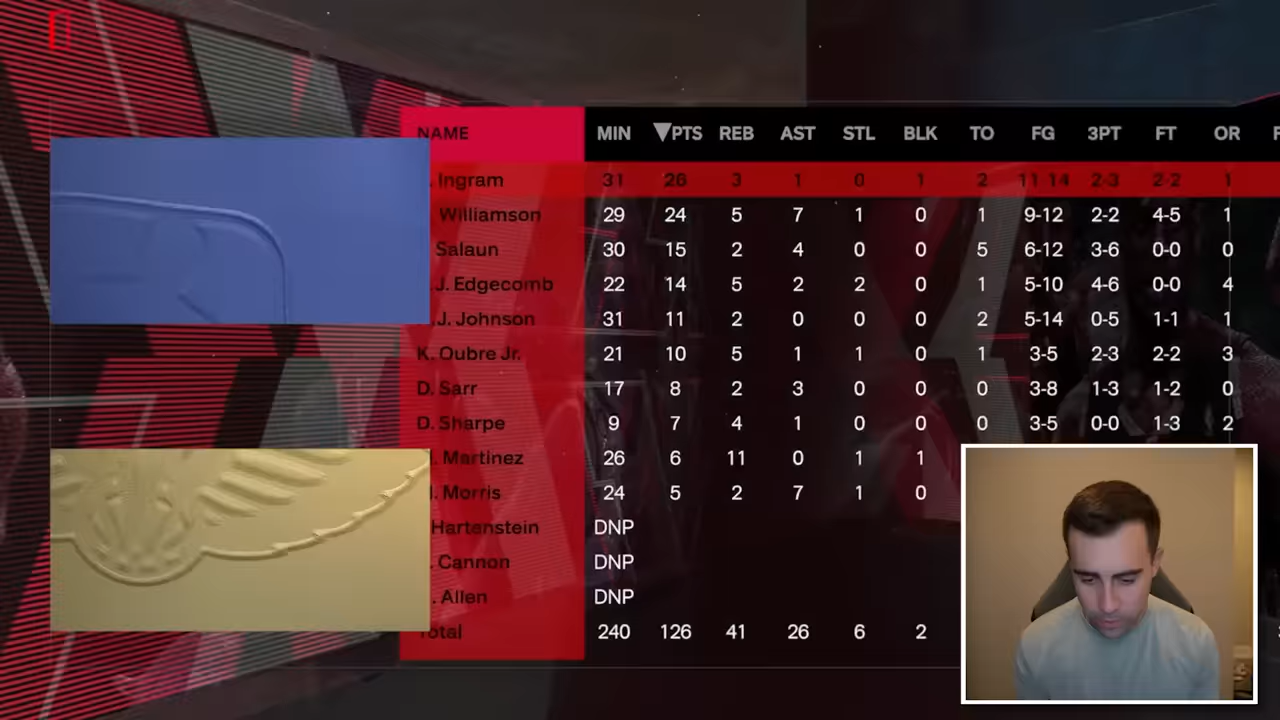 NAME MIN ▼PTS REB AST STL BLK TO FG 3PT FT OR
. Ingram 31 26 3 1 0 1 2 11-14 2-3 2-2 1
Williamson 29 24 5 7 1 0 1 9-12 2-2 4-5 1
Salaun 30 15 2 4 0 0 5 6-12 3-6 0-0 0
.J. Edgecomb 22 14 5 2 2 0 1 5-10 4-6 0-0 4
.J. Johnson 31 11 2 0 0 0 2 5-14 0-5 1-1 1
K. Oubre Jr. 21 10 5 1 1 0 1 3-5 2-3 2-2 3
D. Sarr 17 8 2 3 0 0 0 3-8 1-3 1-2 0
D. Sharpe 9 7 4 1 0 0 0 3-5 0-0 1-3 2
. Martinez 26 6 11 0 1 1
. Morris 24 5 2 7 1 0
Hartenstein DNP
. Cannon DNP
. Allen DNP
Total 240 126 41 26 6 2